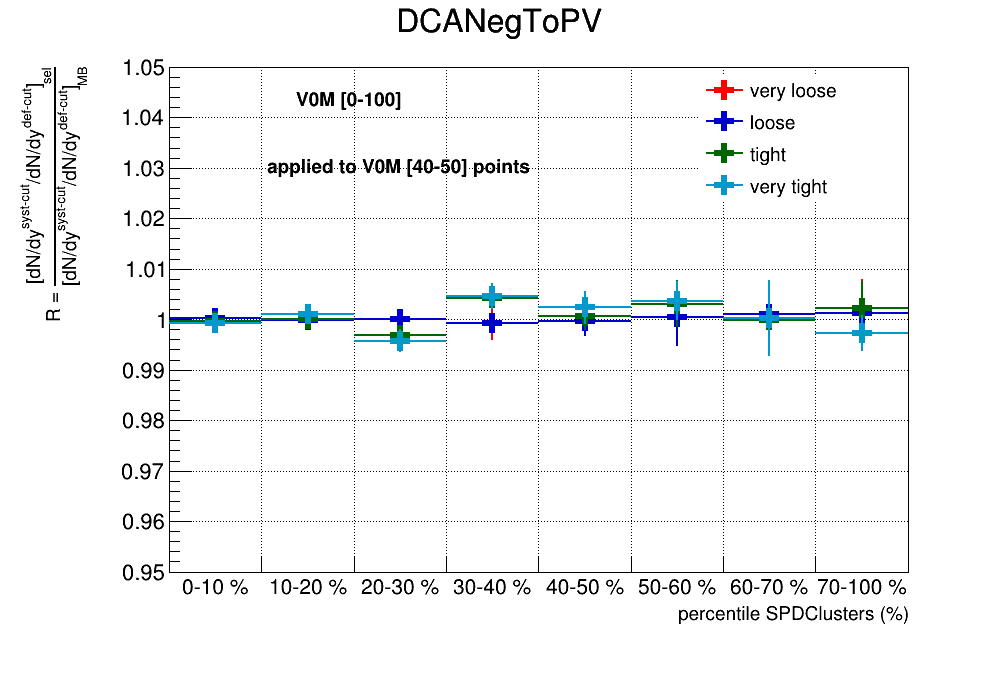 DCANegToPV
R = [dN/dy^syst-cut/dN/dy^def-cut]_sel / [dN/dy^syst-cut/dN/dy^def-cut]_MB
1.05
1.04
1.03
1.02
1.01
1
0.99
0.98
0.97
0.96
0.95
V0M [0-100]
applied to V0M [40-50] points
very loose
loose
tight
very tight
0-10 % 10-20 % 20-30 % 30-40 % 40-50 % 50-60 % 60-70 % 70-100 %
percentile SPDClusters (%)